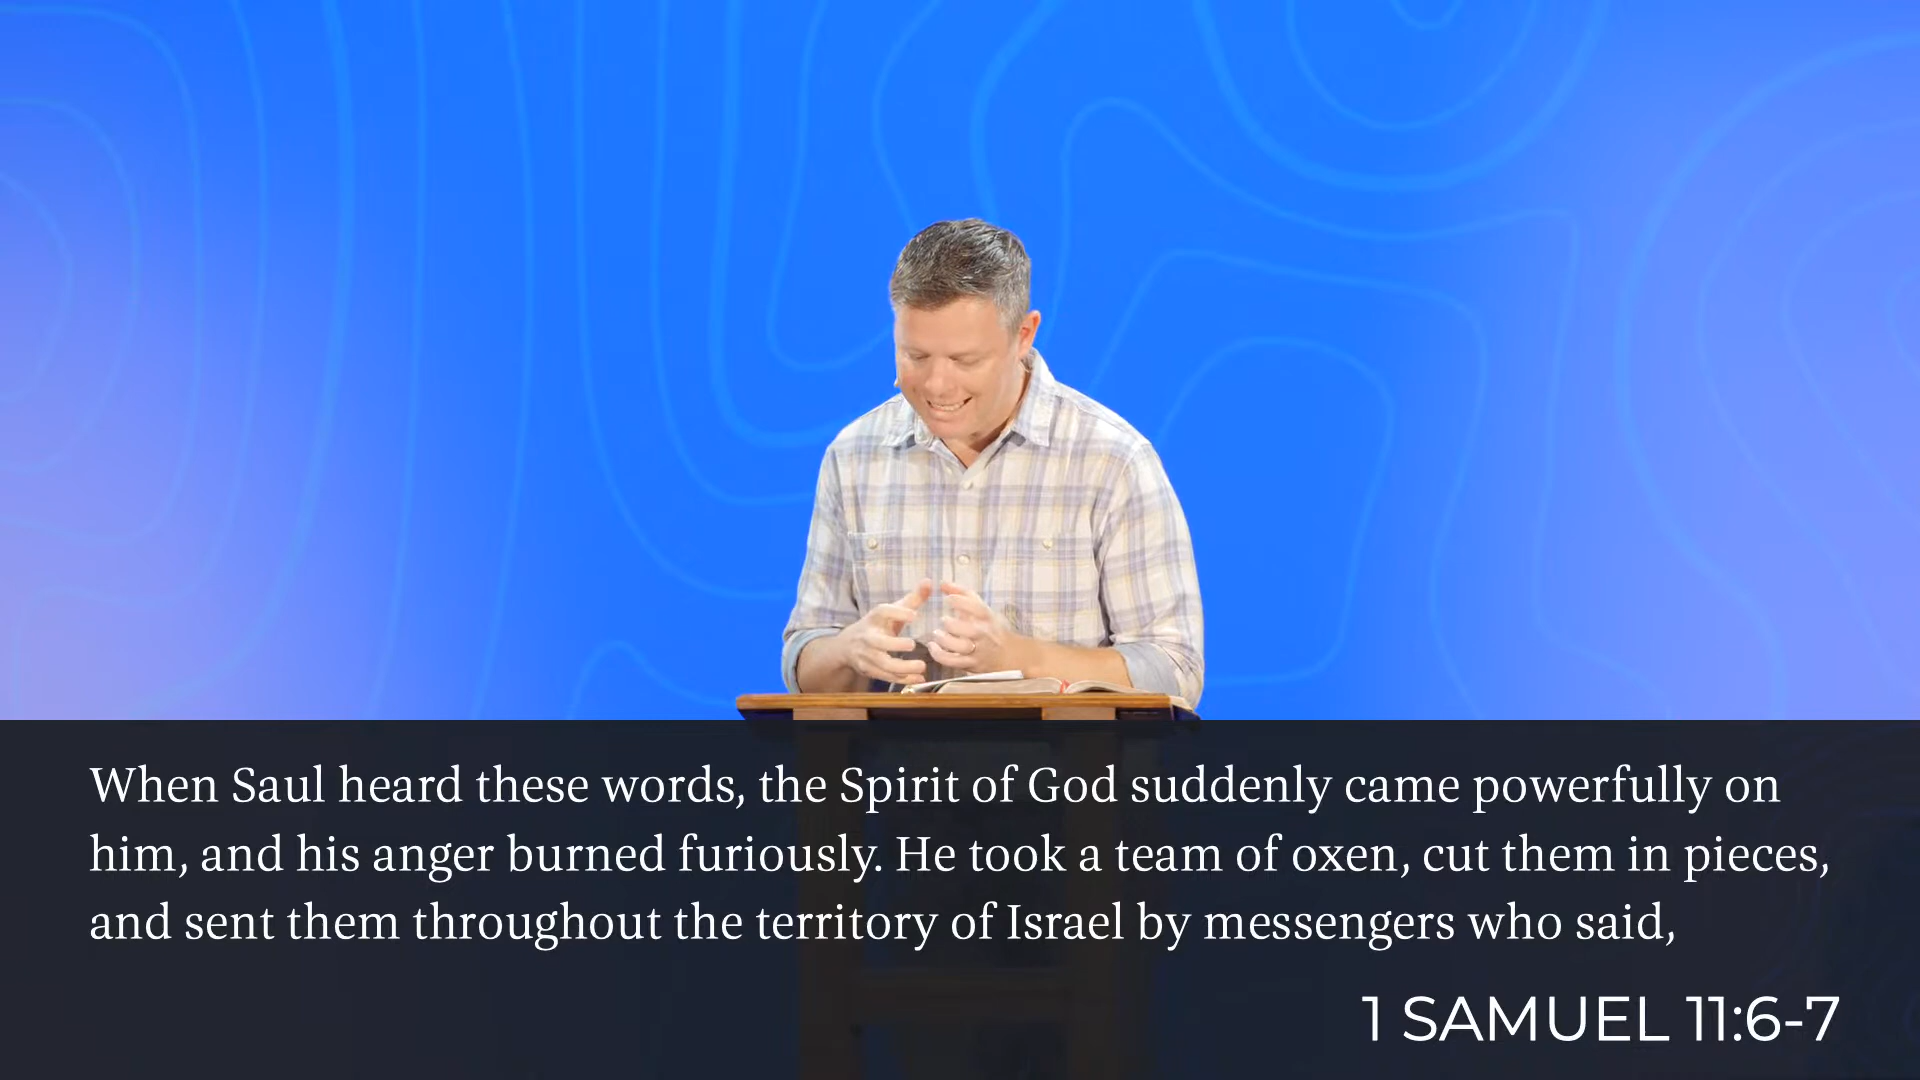 When Saul heard these words, the Spirit of God suddenly came powerfully on
him, and his anger burned furiously. He took a team of oxen, cut them in pieces,
and sent them throughout the territory of Israel by messengers who said,
1 SAMUEL 11:6-7